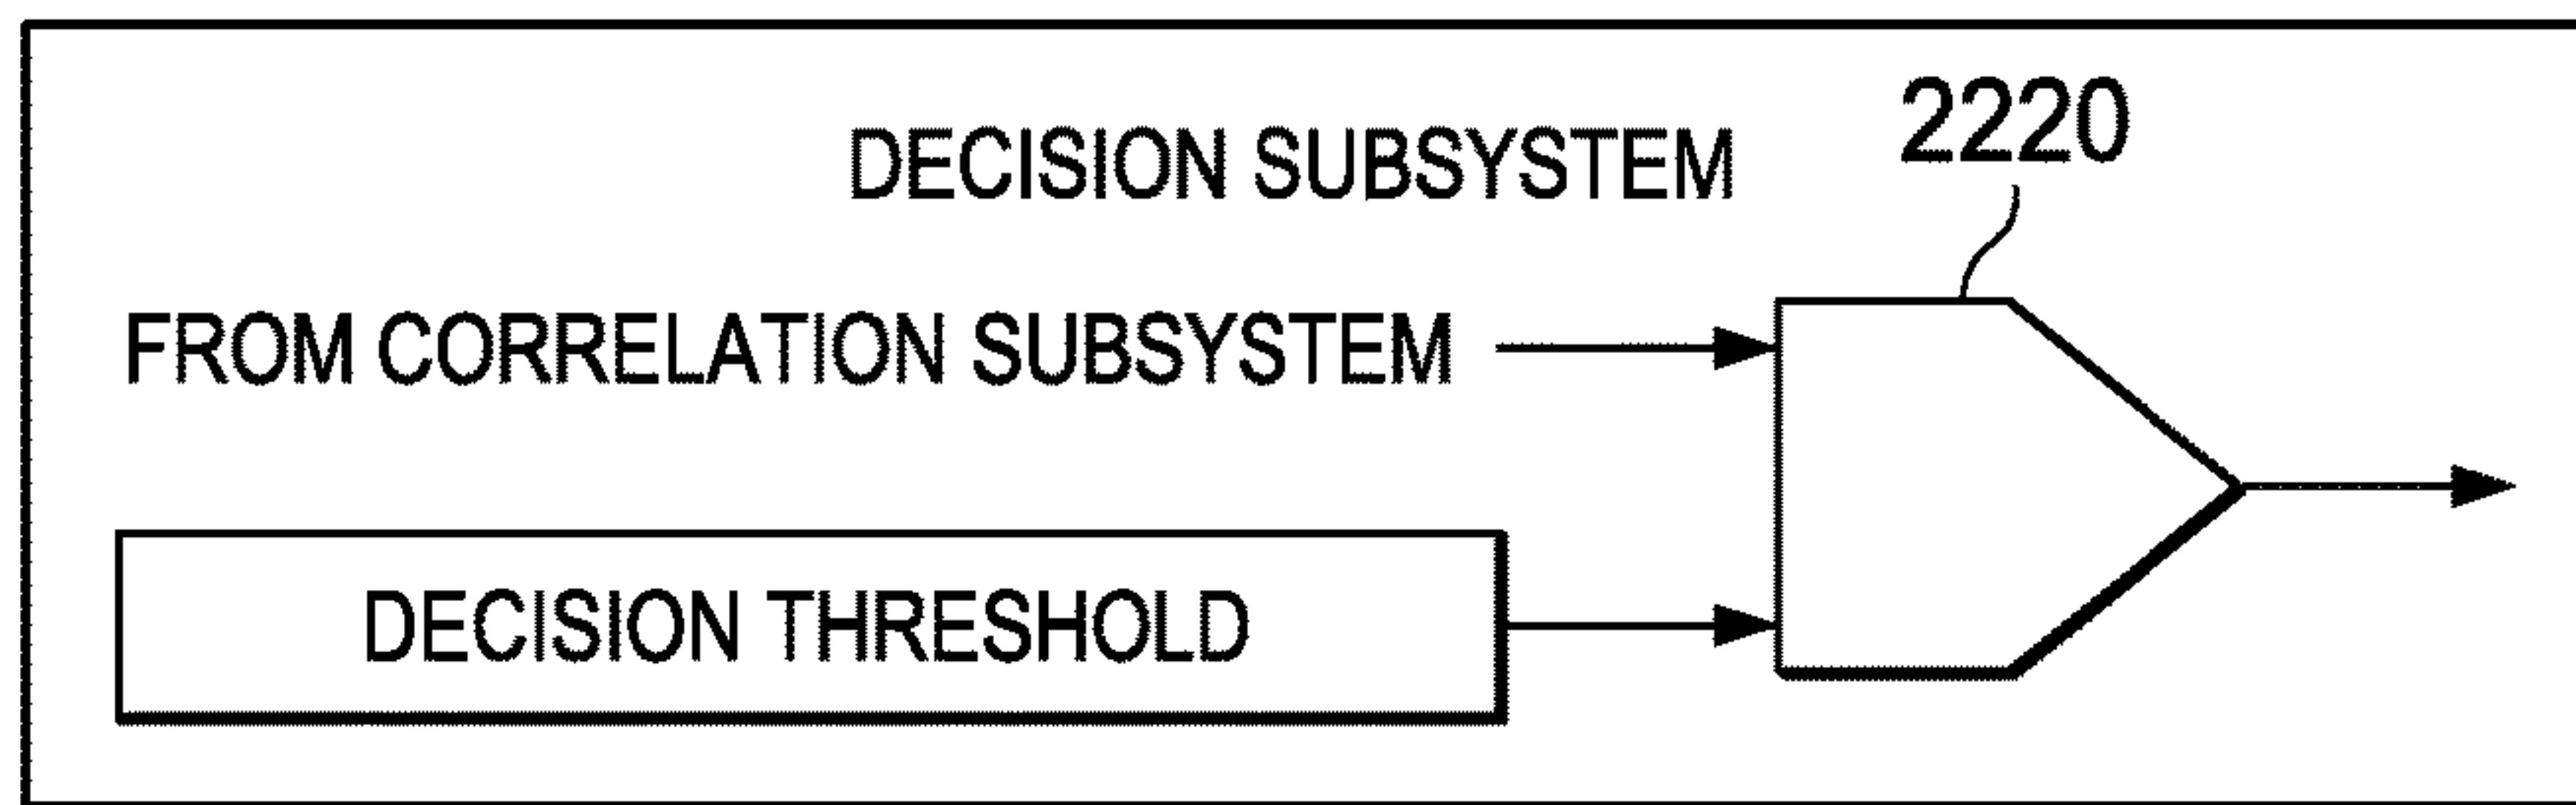 2220
DECISION SUBSYSTEM
FROM CORRELATION SUBSYSTEM
DECISION THRESHOLD